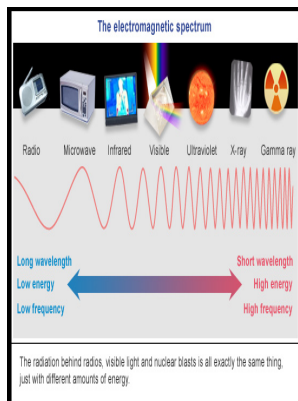 The electromagnetic spectrum
Radio Microwave Infrared Visible Ultraviolet X-ray Gamma ray
Long wavelength Short wavelength
Low energy High energy
Low frequency High frequency
The radiation behind radios, visible light and nuclear blasts is all exactly the same thing,
just with different amounts of energy.